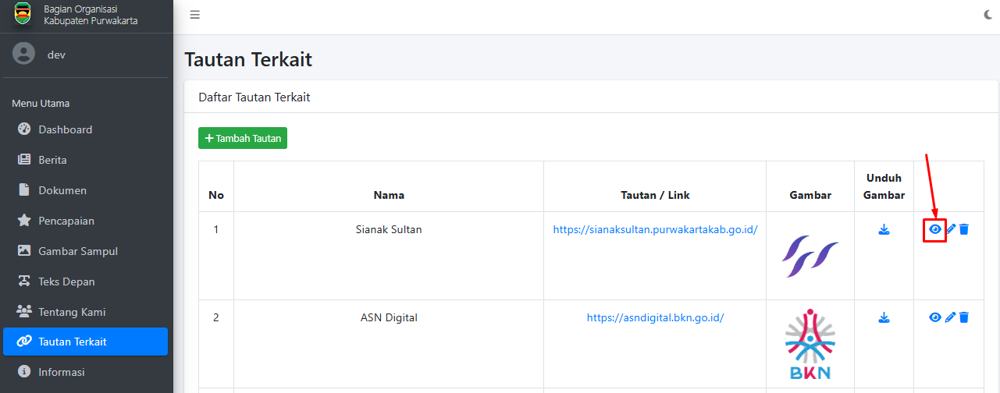 Bagian Organisasi
Kabupaten Purwakarta
dev
Menu Utama
Dashboard
Berita
Dokumen
Pencapaian
Gambar Sampul
Teks Depan
Tentang Kami
Tautan Terkait
Informasi
Tautan Terkait
Daftar Tautan Terkait
Tambah Tautan
No Nama Tautan / Link Gambar Unduh Gambar
1 Sianak Sultan https://sianaksultan.purwakartakab.go.id/
2 ASN Digital https://asndigital.bkn.go.id/
BKN